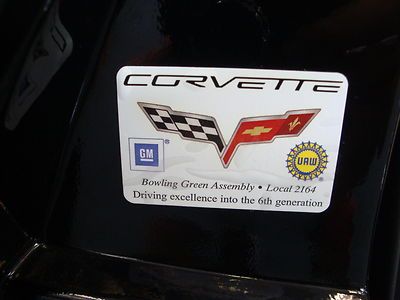 CORVETTE
GM ®
UAW
Bowling Green Assembly • Local 2164
Driving excellence into the 6th generation